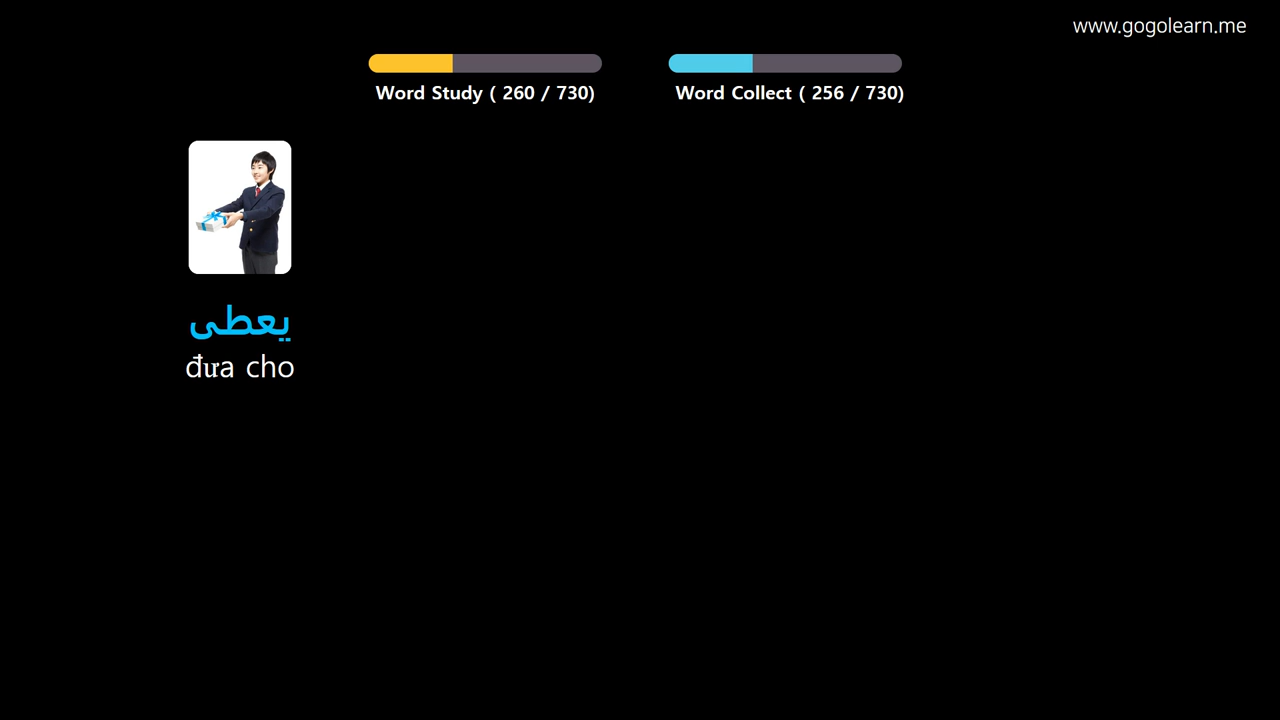 www.gogolearn.me
Word Study ( 260 / 730)
Word Collect ( 256 / 730)
يعطى
đưa cho